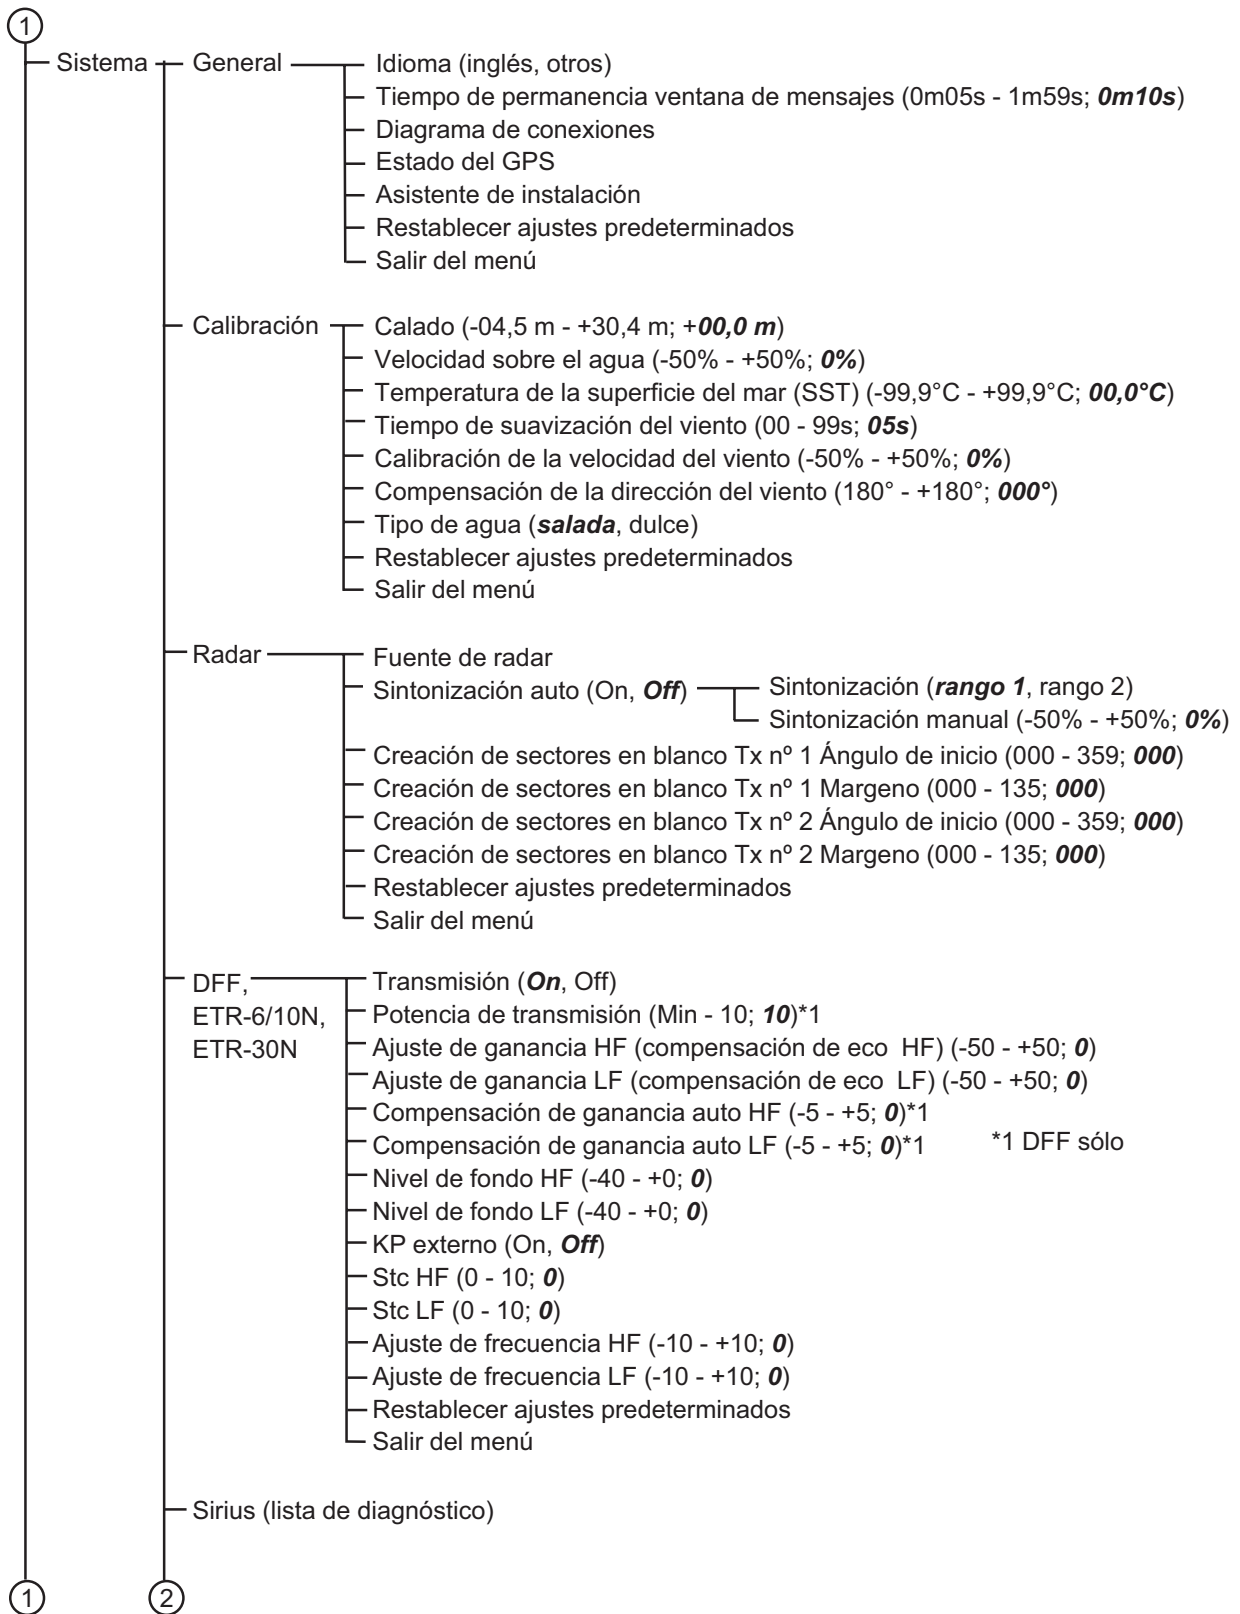 1
Sistema
General
Idioma (inglés, otros)
Tiempo de permanencia ventana de mensajes (0m05s - 1m59s; 0m10s)
Diagrama de conexiones
Estado del GPS
Asistente de instalación
Restablecer ajustes predeterminados
Salir del menú
Calibración
Calado (-04,5 m - +30,4 m; +00,0 m)
Velocidad sobre el agua (-50% - +50%; 0%)
Temperatura de la superficie del mar (SST) (-99,9°C - +99,9°C; 00,0°C)
Tiempo de suavización del viento (00 - 99s; 05s)
Calibración de la velocidad del viento (-50% - +50%; 0%)
Compensación de la dirección del viento (180° - +180°; 000°)
Tipo de agua (salada, dulce)
Restablecer ajustes predeterminados
Salir del menú
Radar
Fuente de radar
Sintonización auto (On, Off)
Sintonización (rango 1, rango 2)
Sintonización manual (-50% - +50%; 0%)
Creación de sectores en blanco Tx nº 1 Ángulo de inicio (000 - 359; 000)
Creación de sectores en blanco Tx nº 1 Margeno (000 - 135; 000)
Creación de sectores en blanco Tx nº 2 Ángulo de inicio (000 - 359; 000)
Creación de sectores en blanco Tx nº 2 Margeno (000 - 135; 000)
Restablecer ajustes predeterminados
Salir del menú
DFF,
ETR-6/10N,
ETR-30N
Transmisión (On, Off)
Potencia de transmisión (Min - 10; 10)*1
Ajuste de ganancia HF (compensación de eco HF) (-50 - +50; 0)
Ajuste de ganancia LF (compensación de eco LF) (-50 - +50; 0)
Compensación de ganancia auto HF (-5 - +5; 0)*1
Compensación de ganancia auto LF (-5 - +5; 0)*1
*1 DFF sólo
Nivel de fondo HF (-40 - +0; 0)
Nivel de fondo LF (-40 - +0; 0)
KP externo (On, Off)
Stc HF (0 - 10; 0)
Stc LF (0 - 10; 0)
Ajuste de frecuencia HF (-10 - +10; 0)
Ajuste de frecuencia LF (-10 - +10; 0)
Restablecer ajustes predeterminados
Salir del menú
Sirius (lista de diagnóstico)
1
2